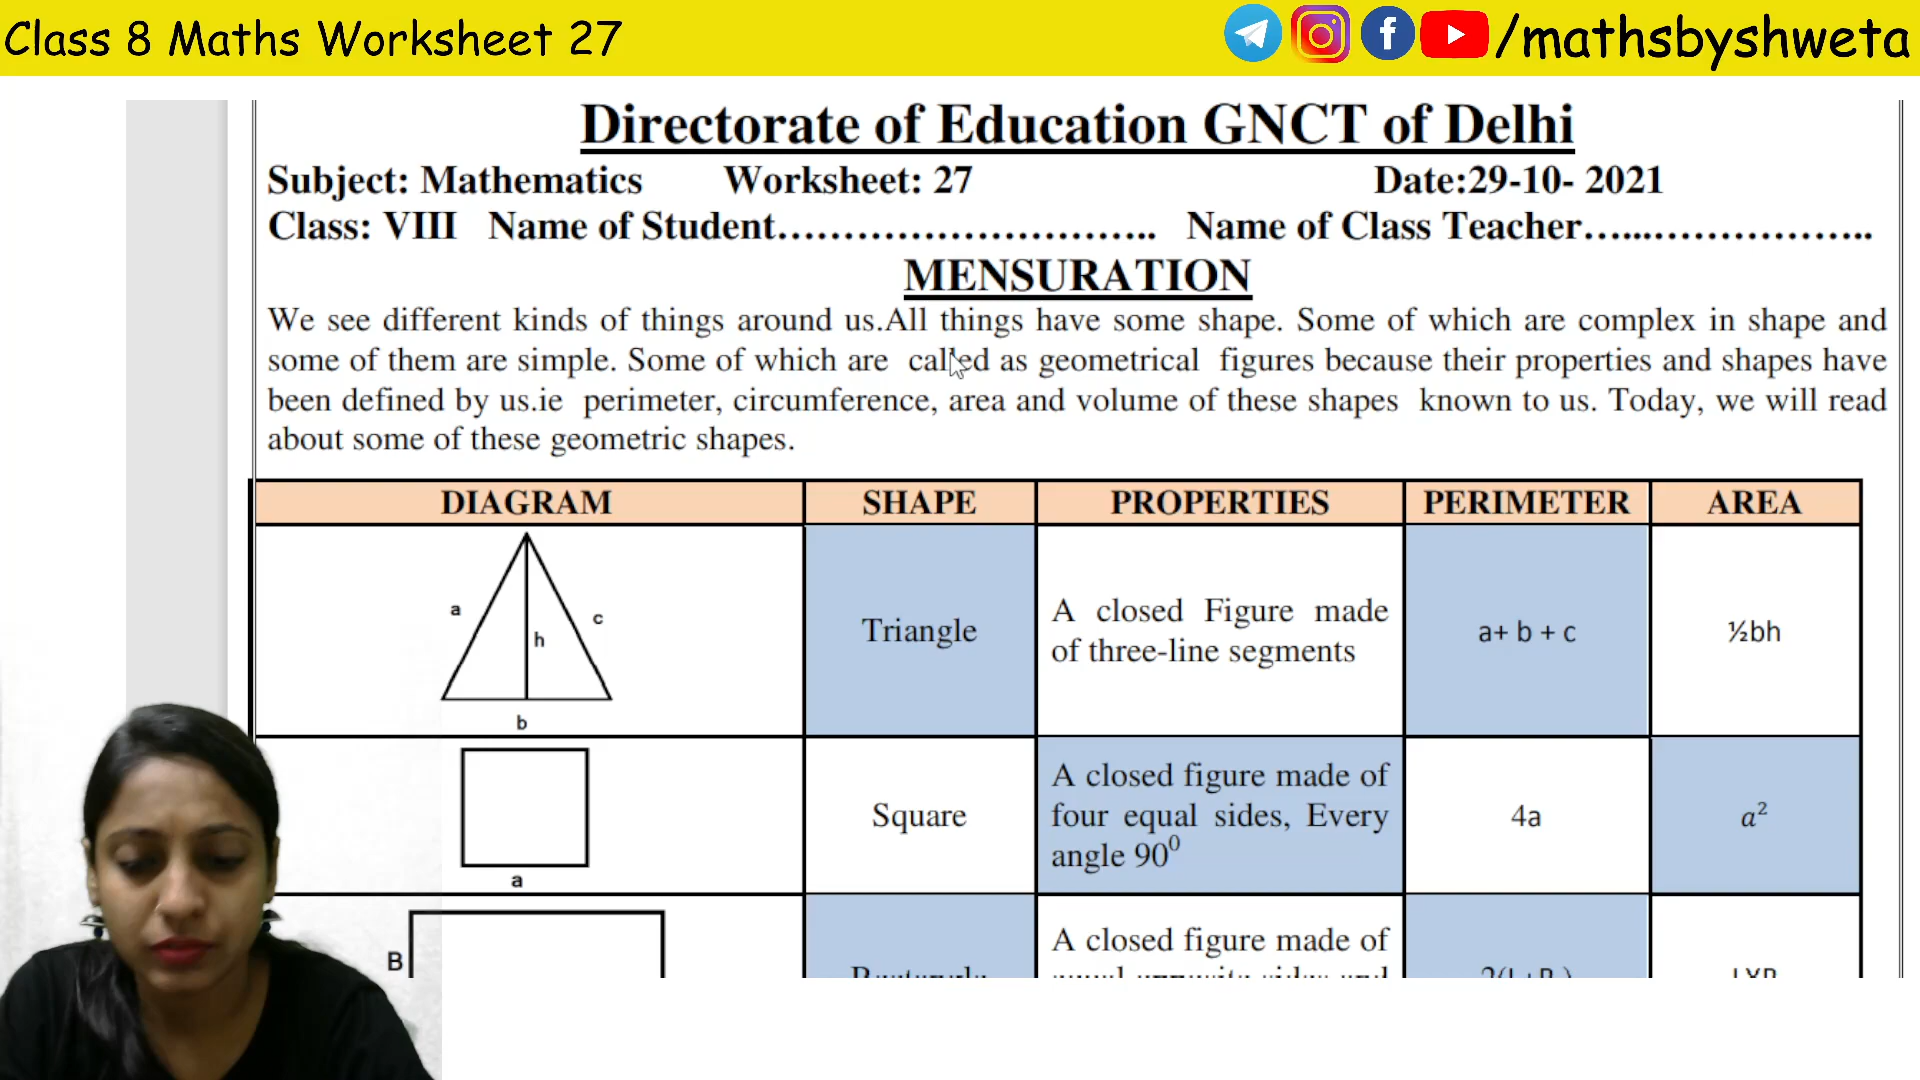 Class 8 Maths Worksheet 27
/mathsbyshweta
Directorate of Education GNCT of Delhi
Subject: Mathematics Worksheet: 27 Date:29-10- 2021
Class: VIII Name of Student……………………….. Name of Class Teacher…...……………..
MENSURATION
We see different kinds of things around us.All things have some shape. Some of which are complex in shape and
some of them are simple. Some of which are called as geometrical figures because their properties and shapes have
been defined by us.ie perimeter, circumference, area and volume of these shapes known to us. Today, we will read
about some of these geometric shapes.
DIAGRAM SHAPE PROPERTIES PERIMETER AREA
a
c
h
b
Triangle
A closed Figure made
of three-line segments
a+ b + c
½bh
a
Square
A closed figure made of
four equal sides, Every
angle 90⁰
4a
a²
B
A closed figure made of